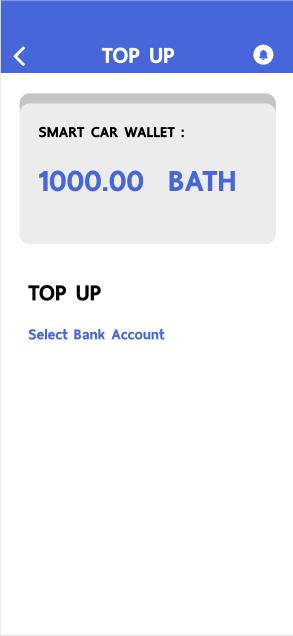 TOP UP
SMART CAR WALLET :
1000.00 BATH
TOP UP
Select Bank Account